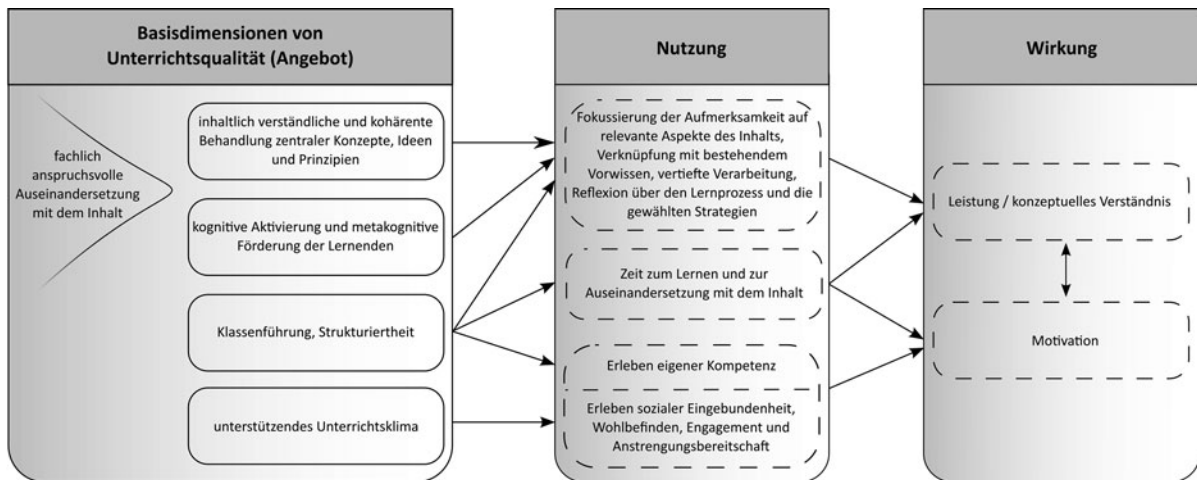 Basisdimensionen von
Unterrichtsqualität (Angebot)
fachlich
anspruchsvolle
Auseinandersetzung
mit dem Inhalt
inhaltlich verständliche und kohärente
Behandlung zentraler Konzepte, Ideen
und Prinzipien
kognitive Aktivierung und metakognitive
Förderung der Lernenden
Klassenführung, Strukturiertheit
unterstützendes Unterrichtsklima
Nutzung
Fokussierung der Aufmerksamkeit auf
relevante Aspekte des Inhalts,
Verknüpfung mit bestehendem
Vorwissen, vertiefte Verarbeitung,
Reflexion über den Lernprozess und die
gewählten Strategien
Zeit zum Lernen und zur
Auseinandersetzung mit dem Inhalt
Erleben eigener Kompetenz
Erleben sozialer Eingebundenheit,
Wohlbefinden, Engagement und
Anstrengungsbereitschaft
Wirkung
Leistung / konzeptuelles Verständnis
Motivation